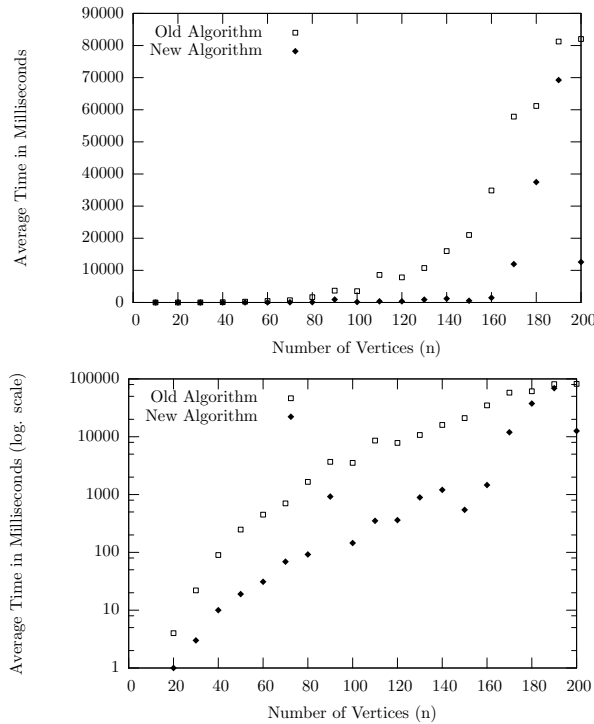 90000
80000
70000
60000
50000
40000
30000
20000
10000
0
Old Algorithm
New Algorithm
Average Time in Milliseconds
0 20 40 60 80 100 120 140 160 180 200
Number of Vertices (n)
100000
10000
1000
100
10
1
Old Algorithm
New Algorithm
Average Time in Milliseconds (log. scale)
0 20 40 60 80 100 120 140 160 180 200
Number of Vertices (n)